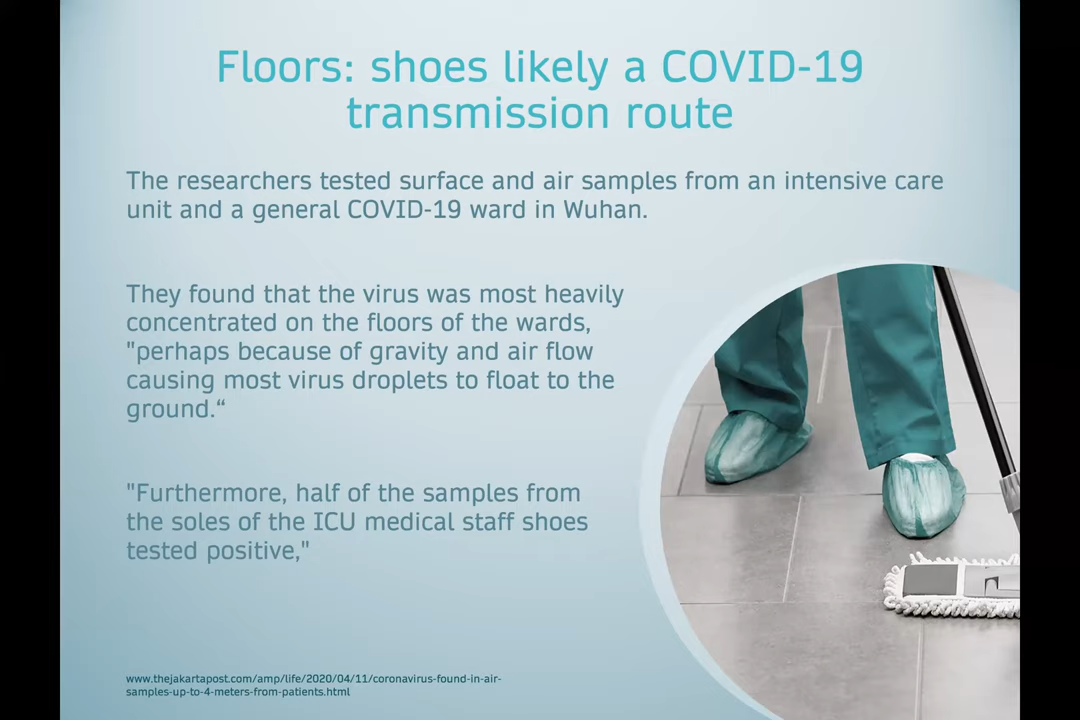 Floors: shoes likely a COVID-19
transmission route
The researchers tested surface and air samples from an intensive care
unit and a general COVID-19 ward in Wuhan.
They found that the virus was most heavily
concentrated on the floors of the wards,
"perhaps because of gravity and air flow
causing most virus droplets to float to the
ground.“
"Furthermore, half of the samples from
the soles of the ICU medical staff shoes
tested positive,"
www.thejakartapost.com/amp/life/2020/04/11/coronavirus-found-in-air-
samples-up-to-4-meters-from-patients.html